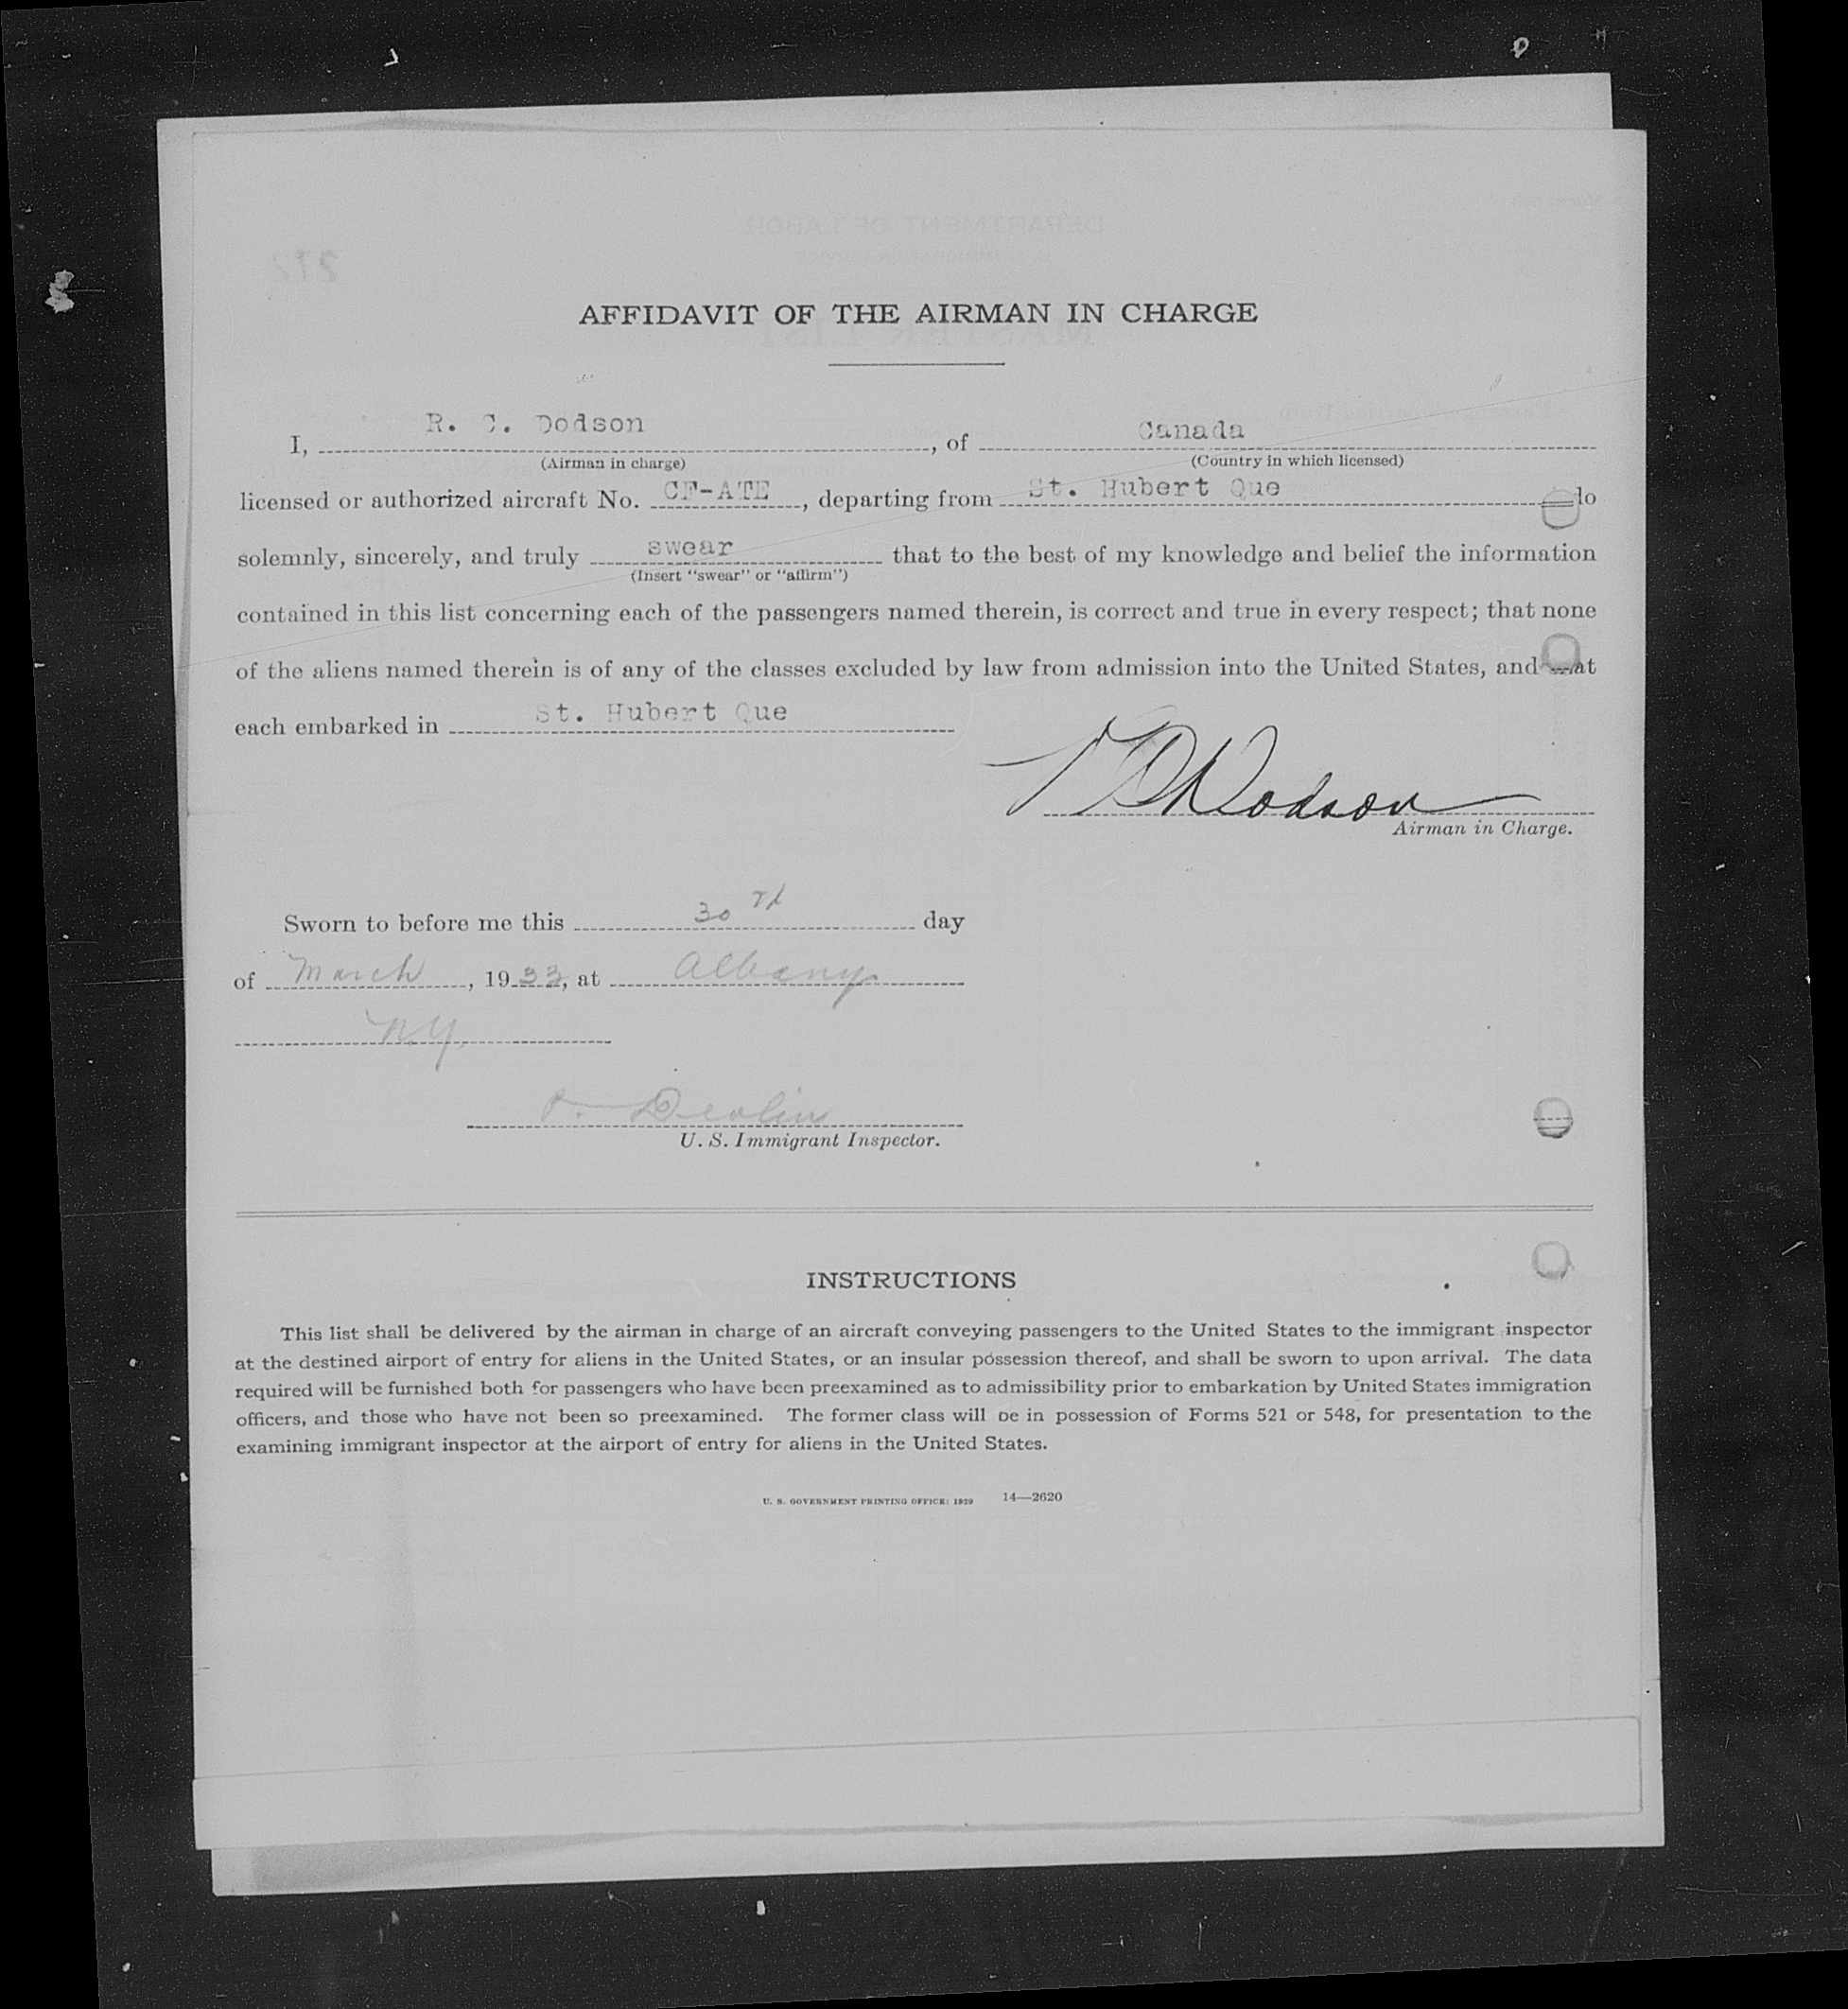 AFFIDAVIT OF THE AIRMAN IN CHARGE
I, R. C. Dodson, of Canada
(Airman in charge) (Country in which licensed)
licensed or authorized aircraft No. CF-ATE, departing from St. Hubert Que do
solemnly, sincerely, and truly swear that to the best of my knowledge and belief the information
(Insert "swear" or "affirm")
contained in this list concerning each of the passengers named therein, is correct and true in every respect; that none
of the aliens named therein is of any of the classes excluded by law from admission into the United States, and that
each embarked in St. Hubert Que
Dodson
Airman in Charge.
Sworn to before me this 30th day
of March, 1933, at Albany
N.Y.
Devlin
U. S. Immigrant Inspector.
INSTRUCTIONS
This list shall be delivered by the airman in charge of an aircraft conveying passengers to the United States to the immigrant inspector
at the destined airport of entry for aliens in the United States, or an insular possession thereof, and shall be sworn to upon arrival. The data
required will be furnished both for passengers who have been preexamined as to admissibility prior to embarkation by United States immigration
officers, and those who have not been so preexamined. The former class will be in possession of Forms 521 or 548, for presentation to the
examining immigrant inspector at the airport of entry for aliens in the United States.
U. S. GOVERNMENT PRINTING OFFICE: 1929 14—2620